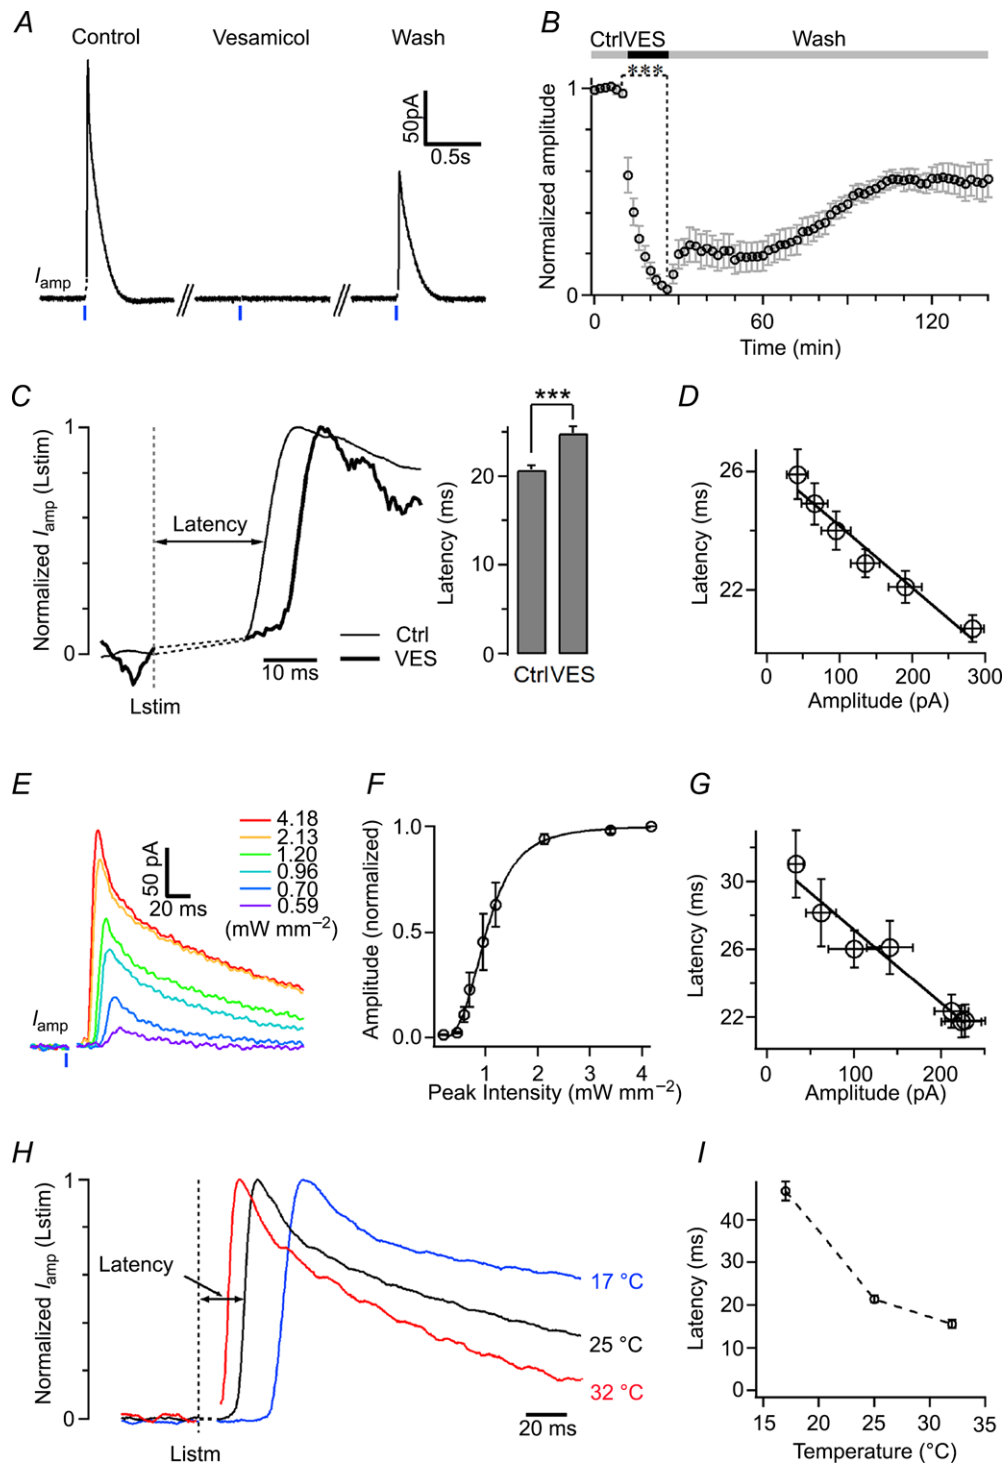 A
Control
Vesamicol
Wash
50pA
0.5s
Iamp
B
Ctrl VES
Wash
***
Normalized amplitude
1
0
0
60
120
Time (min)
C
Normalized Iamp (Lstim)
1
0
Latency
Ctrl
VES
10 ms
Lstim
***
Latency (ms)
20
10
0
Ctrl VES
D
Latency (ms)
26
22
0
100
200
300
Amplitude (pA)
E
4.18
2.13
1.20
0.96
0.70
0.59
(mW mm⁻²)
50 pA
20 ms
Iamp
F
Amplitude (normalized)
1.0
0.5
0.0
1
2
3
4
Peak Intensity (mW mm⁻²)
G
Latency (ms)
30
26
22
0
100
200
Amplitude (pA)
H
Normalized Iamp (Lstim)
1
0
Latency
17 °C
25 °C
32 °C
20 ms
Listm
I
Latency (ms)
40
30
20
10
0
15
20
25
30
35
Temperature (°C)